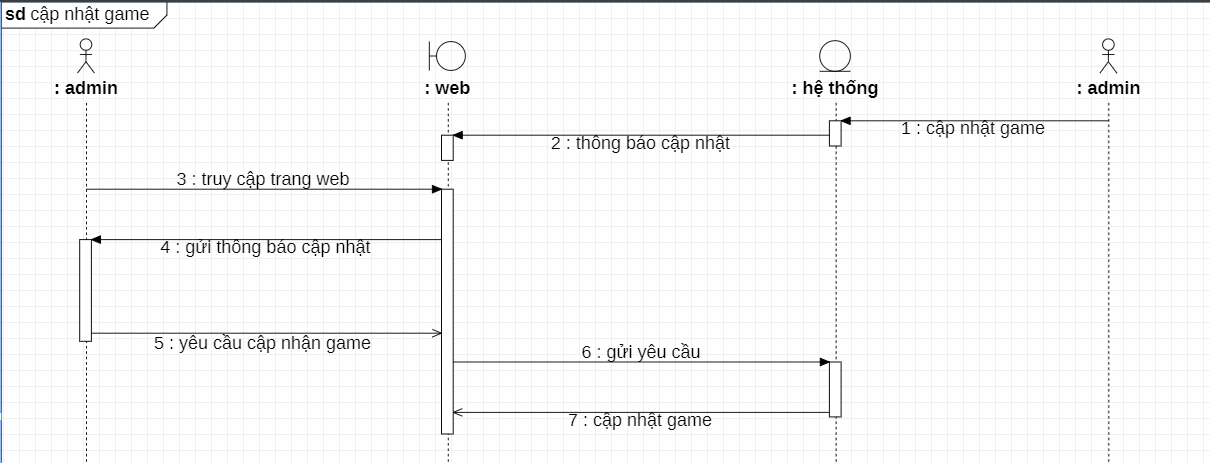 sd cập nhật game
: admin
: web
: hệ thống
: admin
1 : cập nhật game
2 : thông báo cập nhật
3 : truy cập trang web
4 : gửi thông báo cập nhật
5 : yêu cầu cập nhận game
6 : gửi yêu cầu
7 : cập nhật game